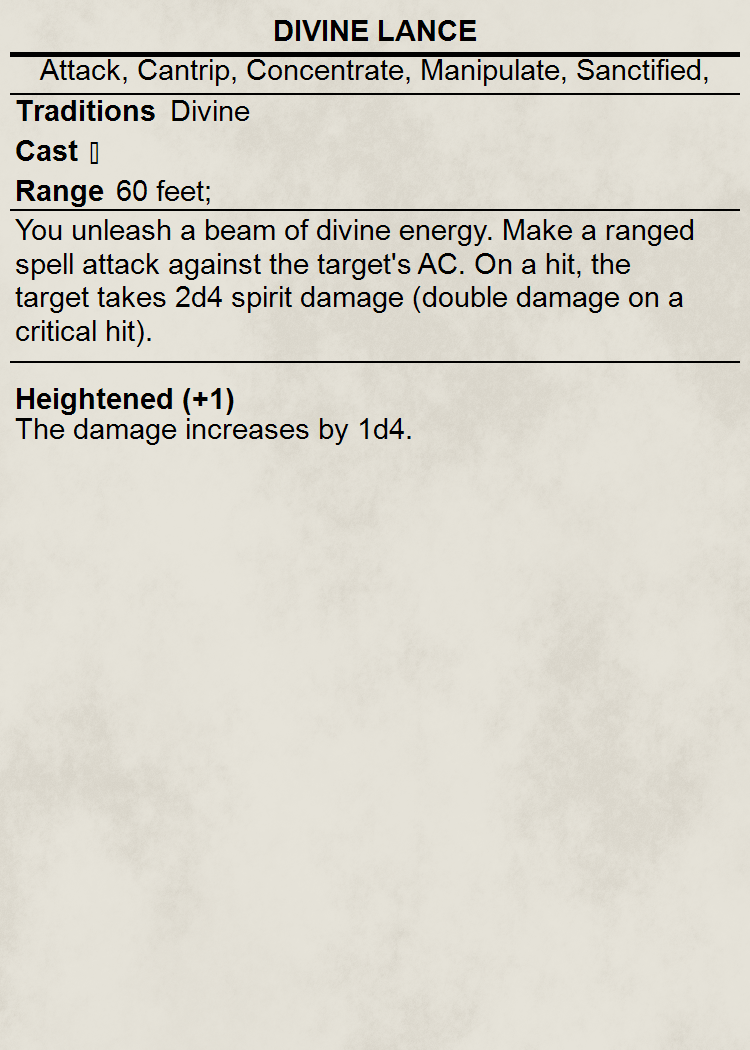 DIVINE LANCE
Attack, Cantrip, Concentrate, Manipulate, Sanctified,
Traditions Divine
Cast ▯
Range 60 feet;
You unleash a beam of divine energy. Make a ranged
spell attack against the target's AC. On a hit, the
target takes 2d4 spirit damage (double damage on a
critical hit).
Heightened (+1)
The damage increases by 1d4.